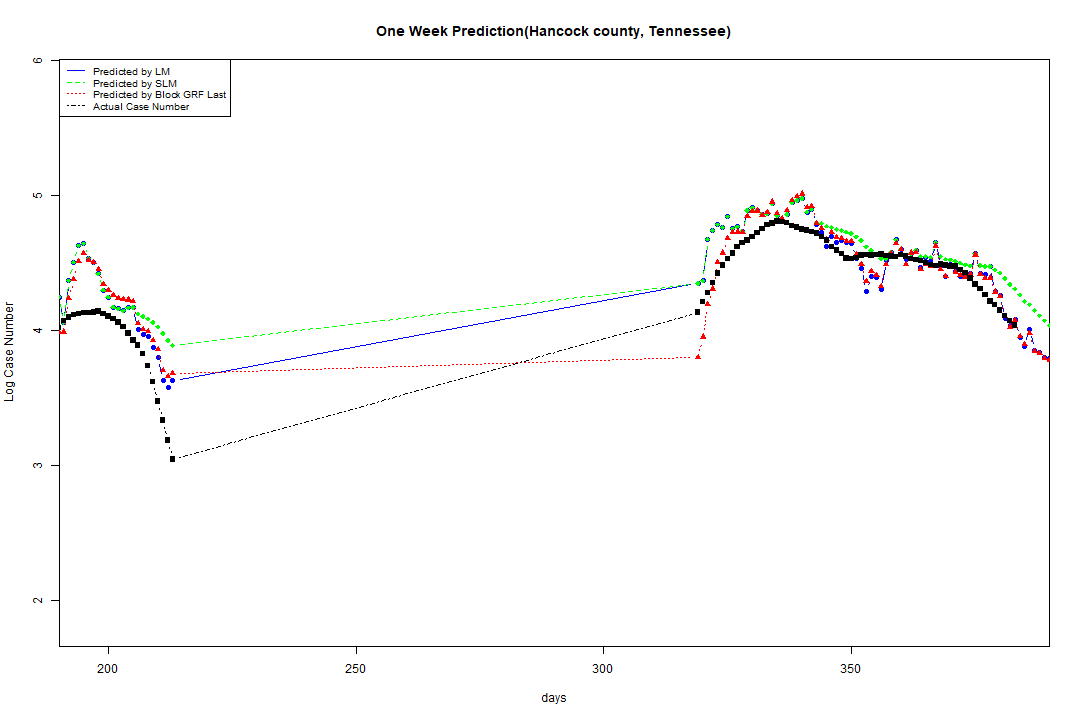 One Week Prediction(Hancock county, Tennessee)
Predicted by LM
Predicted by SLM
Predicted by Block GRF Last
Actual Case Number
Log Case Number
6
5
4
3
2
200
250
300
350
days